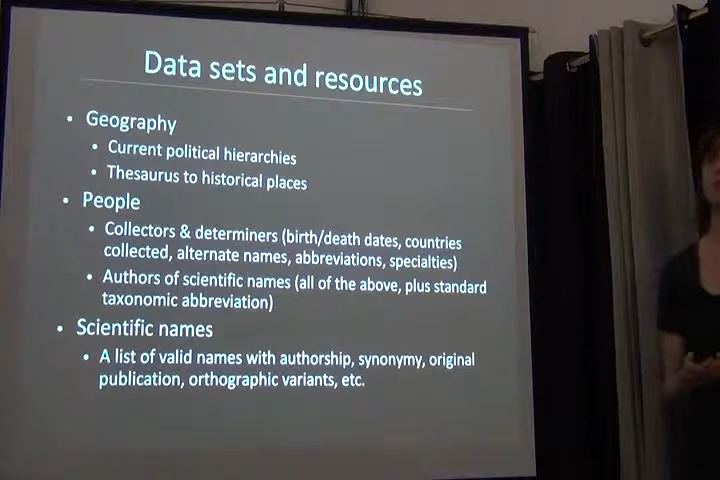 Data sets and resources
• Geography
• Current political hierarchies
• Thesaurus to historical places
• People
• Collectors & determiners (birth/death dates, countries
collected, alternate names, abbreviations, specialties)
• Authors of scientific names (all of the above, plus standard
taxonomic abbreviation)
• Scientific names
• A list of valid names with authorship, synonymy, original
publication, orthographic variants, etc.